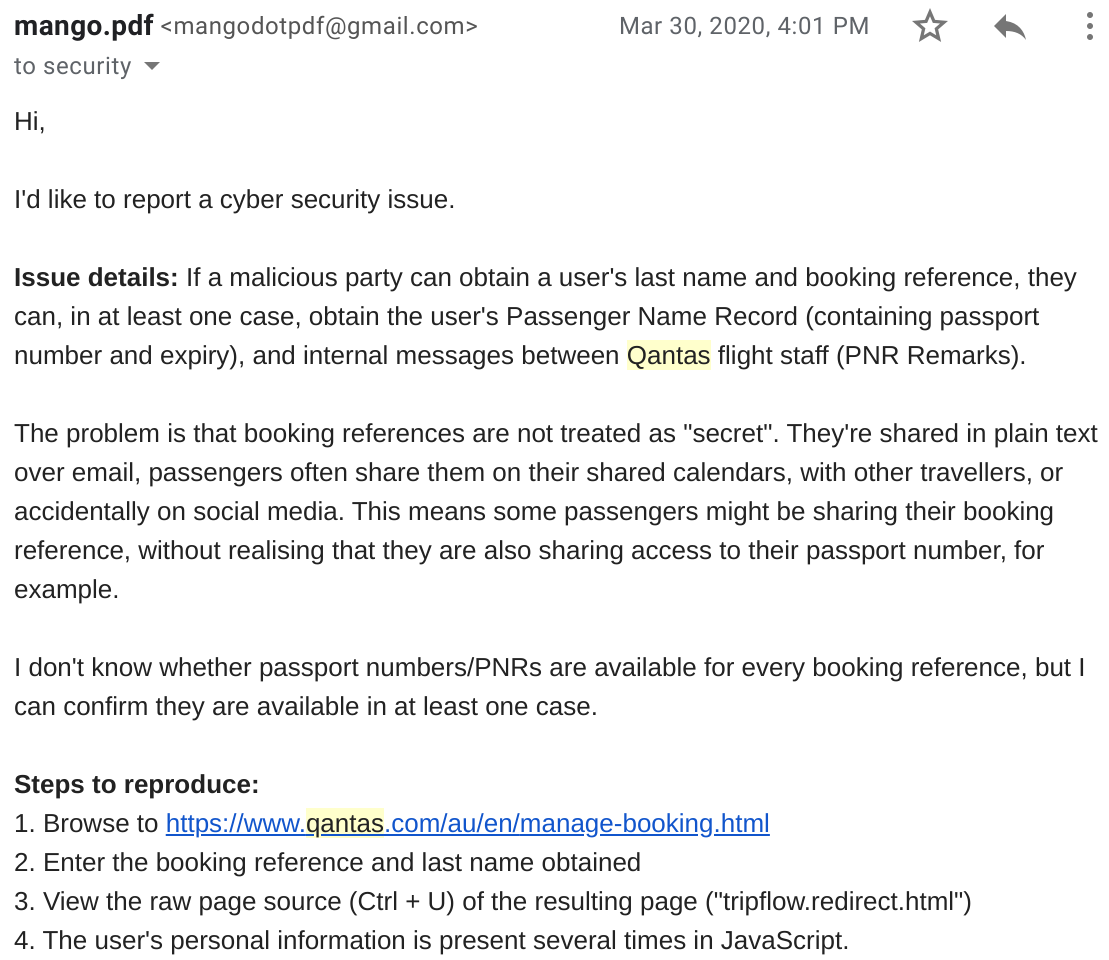 mango.pdf <mangodotpdf@gmail.com> Mar 30, 2020, 4:01 PM
to security
Hi,
I'd like to report a cyber security issue.
Issue details: If a malicious party can obtain a user's last name and booking reference, they
can, in at least one case, obtain the user's Passenger Name Record (containing passport
number and expiry), and internal messages between Qantas flight staff (PNR Remarks).
The problem is that booking references are not treated as "secret". They're shared in plain text
over email, passengers often share them on their shared calendars, with other travellers, or
accidentally on social media. This means some passengers might be sharing their booking
reference, without realising that they are also sharing access to their passport number, for
example.
I don't know whether passport numbers/PNRs are available for every booking reference, but I
can confirm they are available in at least one case.
Steps to reproduce:
1. Browse to https://www.qantas.com/au/en/manage-booking.html
2. Enter the booking reference and last name obtained
3. View the raw page source (Ctrl + U) of the resulting page ("tripflow.redirect.html")
4. The user's personal information is present several times in JavaScript.